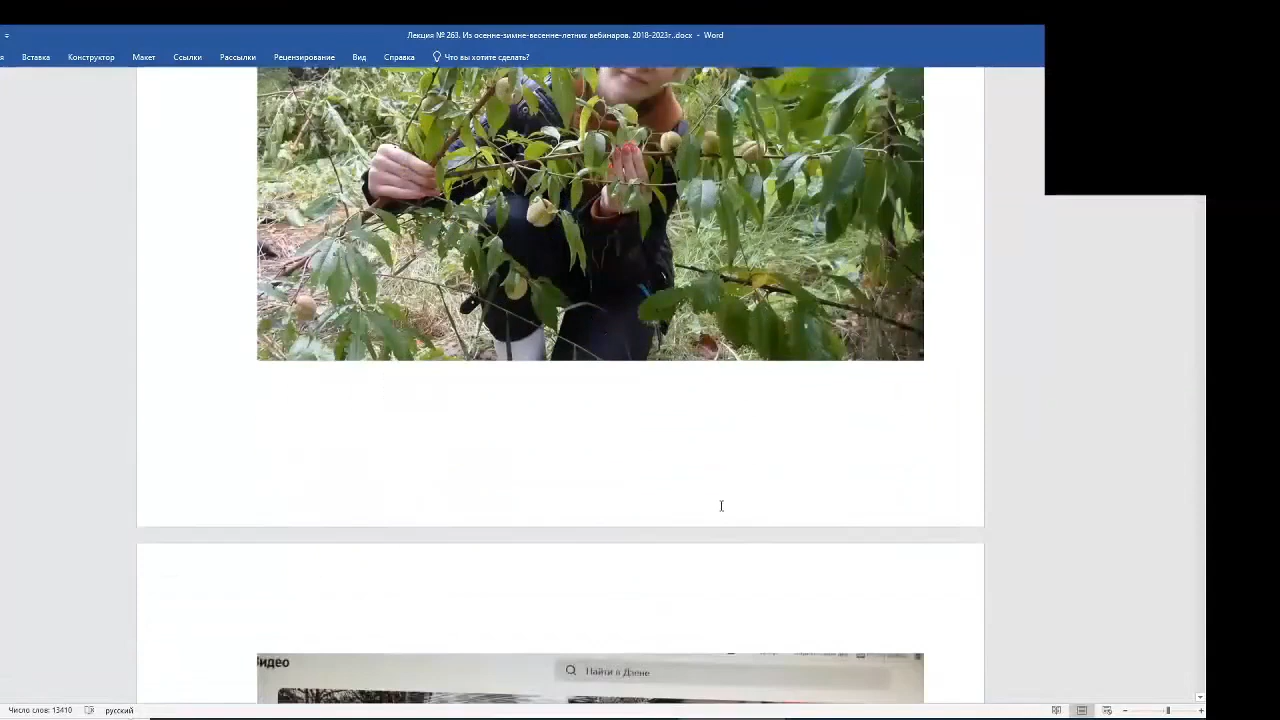 Лекция № 263. Из осенне-зимне-весенне-летних вебинаров. 2018-2023г..docx - Word
я Вставка Конструктор Макет Ссылки Рассылки Рецензирование Вид Справка Что вы хотите сделать?
Видео
Найти в Дзене
Число слов: 13410 русский